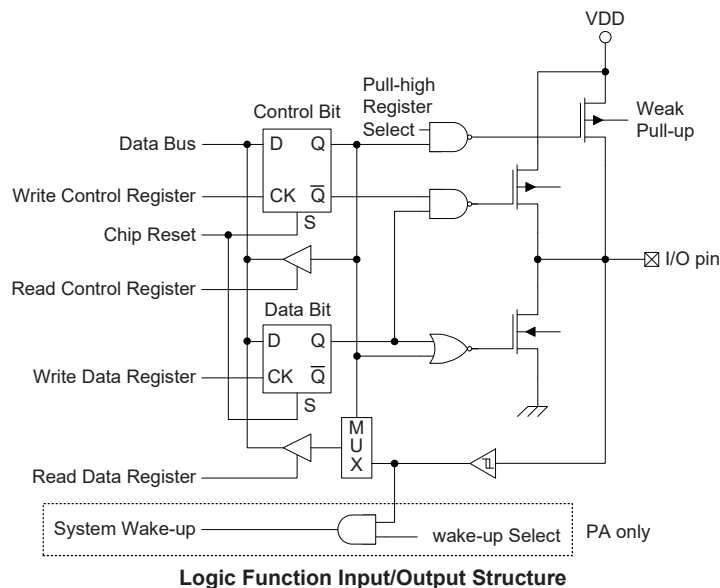 VDD
Pull-high
Register
Select
Weak
Pull-up
Control Bit
Data Bus
D
Q
Write Control Register
CK
Q
S
Chip Reset
I/O pin
Read Control Register
Data Bit
D
Q
Write Data Register
CK
Q
S
M
U
X
Read Data Register
System Wake-up
wake-up Select
PA only
Logic Function Input/Output Structure